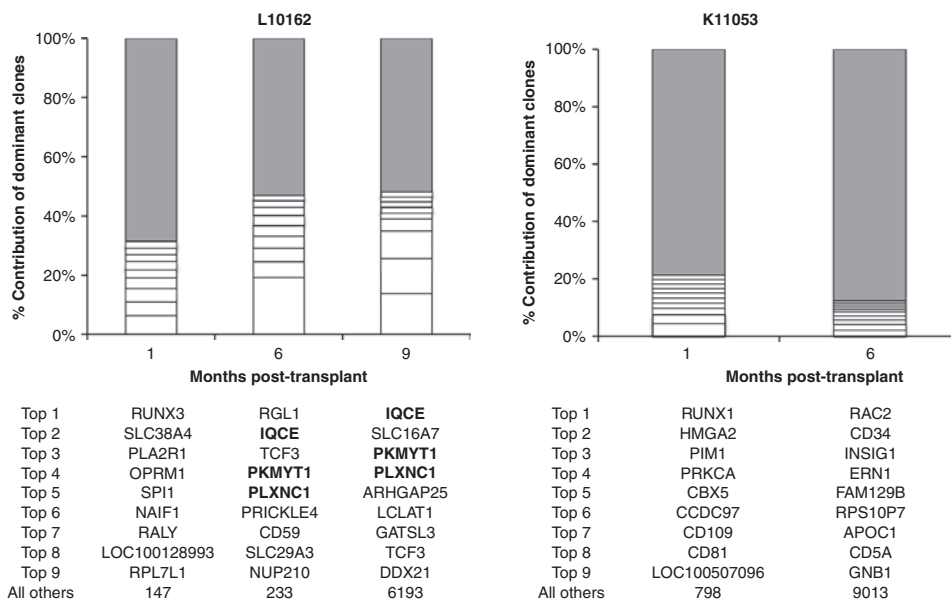 L10162
100%
80%
60%
40%
20%
0%
% Contribution of dominant clones
1 6 9
Months post-transplant
Top 1 RUNX3 RGL1 IQCE
Top 2 SLC38A4 IQCE SLC16A7
Top 3 PLA2R1 TCF3 PKMYT1
Top 4 OPRM1 PKMYT1 PLXNC1
Top 5 SPI1 PLXNC1 ARHGAP25
Top 6 NAIF1 PRICKLE4 LCLAT1
Top 7 RALY CD59 GATSL3
Top 8 LOC100128993 SLC29A3 TCF3
Top 9 RPL7L1 NUP210 DDX21
All others 147 233 6193
K11053
100%
80%
60%
40%
20%
0%
% Contribution of dominant clones
1 6
Months post-transplant
Top 1 RUNX1 RAC2
Top 2 HMGA2 CD34
Top 3 PIM1 INSIG1
Top 4 PRKCA ERN1
Top 5 CBX5 FAM129B
Top 6 CCDC97 RPS10P7
Top 7 CD109 APOC1
Top 8 CD81 CD5A
Top 9 LOC100507096 GNB1
All others 798 9013